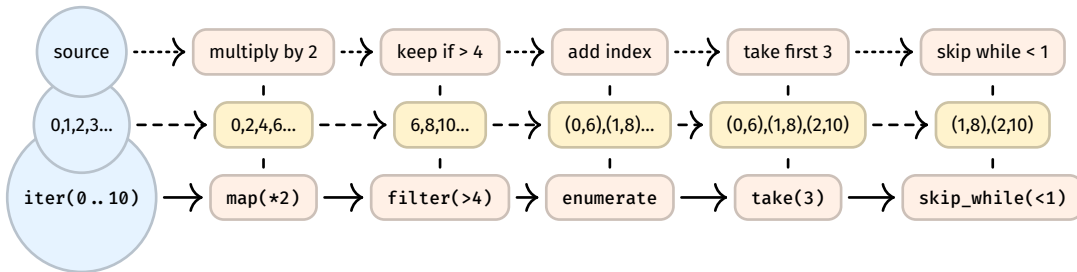 source
multiply by 2
keep if > 4
add index
take first 3
skip while < 1
0,1,2,3...
0,2,4,6...
6,8,10...
(0,6),(1,8)...
(0,6),(1,8),(2,10)
(1,8),(2,10)
iter(0..10)
map(*2)
filter(>4)
enumerate
take(3)
skip_while(<1)